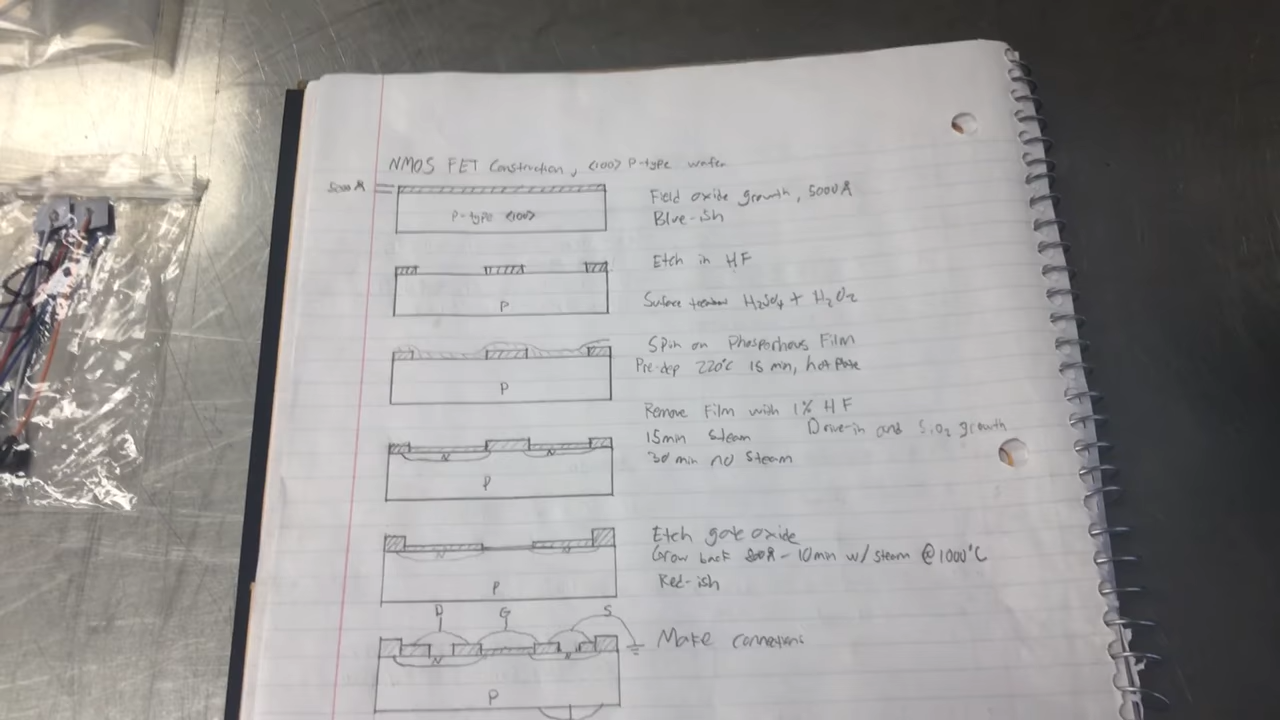 NMOS FET Construction, <100> P-type wafer
5000 Å
P-type <100>
Field oxide growth, 5000Å
Blue-ish
P
Etch in HF
Surface H2SO4 + H2O2
P
Spin on Phosporhous Film
Pre-dep 220°C 15 min, hot plate
N N
P
Remove Film with 1% HF
15min Steam Drive-in and SiO2 growth
30 min no Steam
N N
P
Etch gate oxide
Grow back - 10min w/ steam @ 1000°C
Red-ish
D G S
N N
P
Make connections